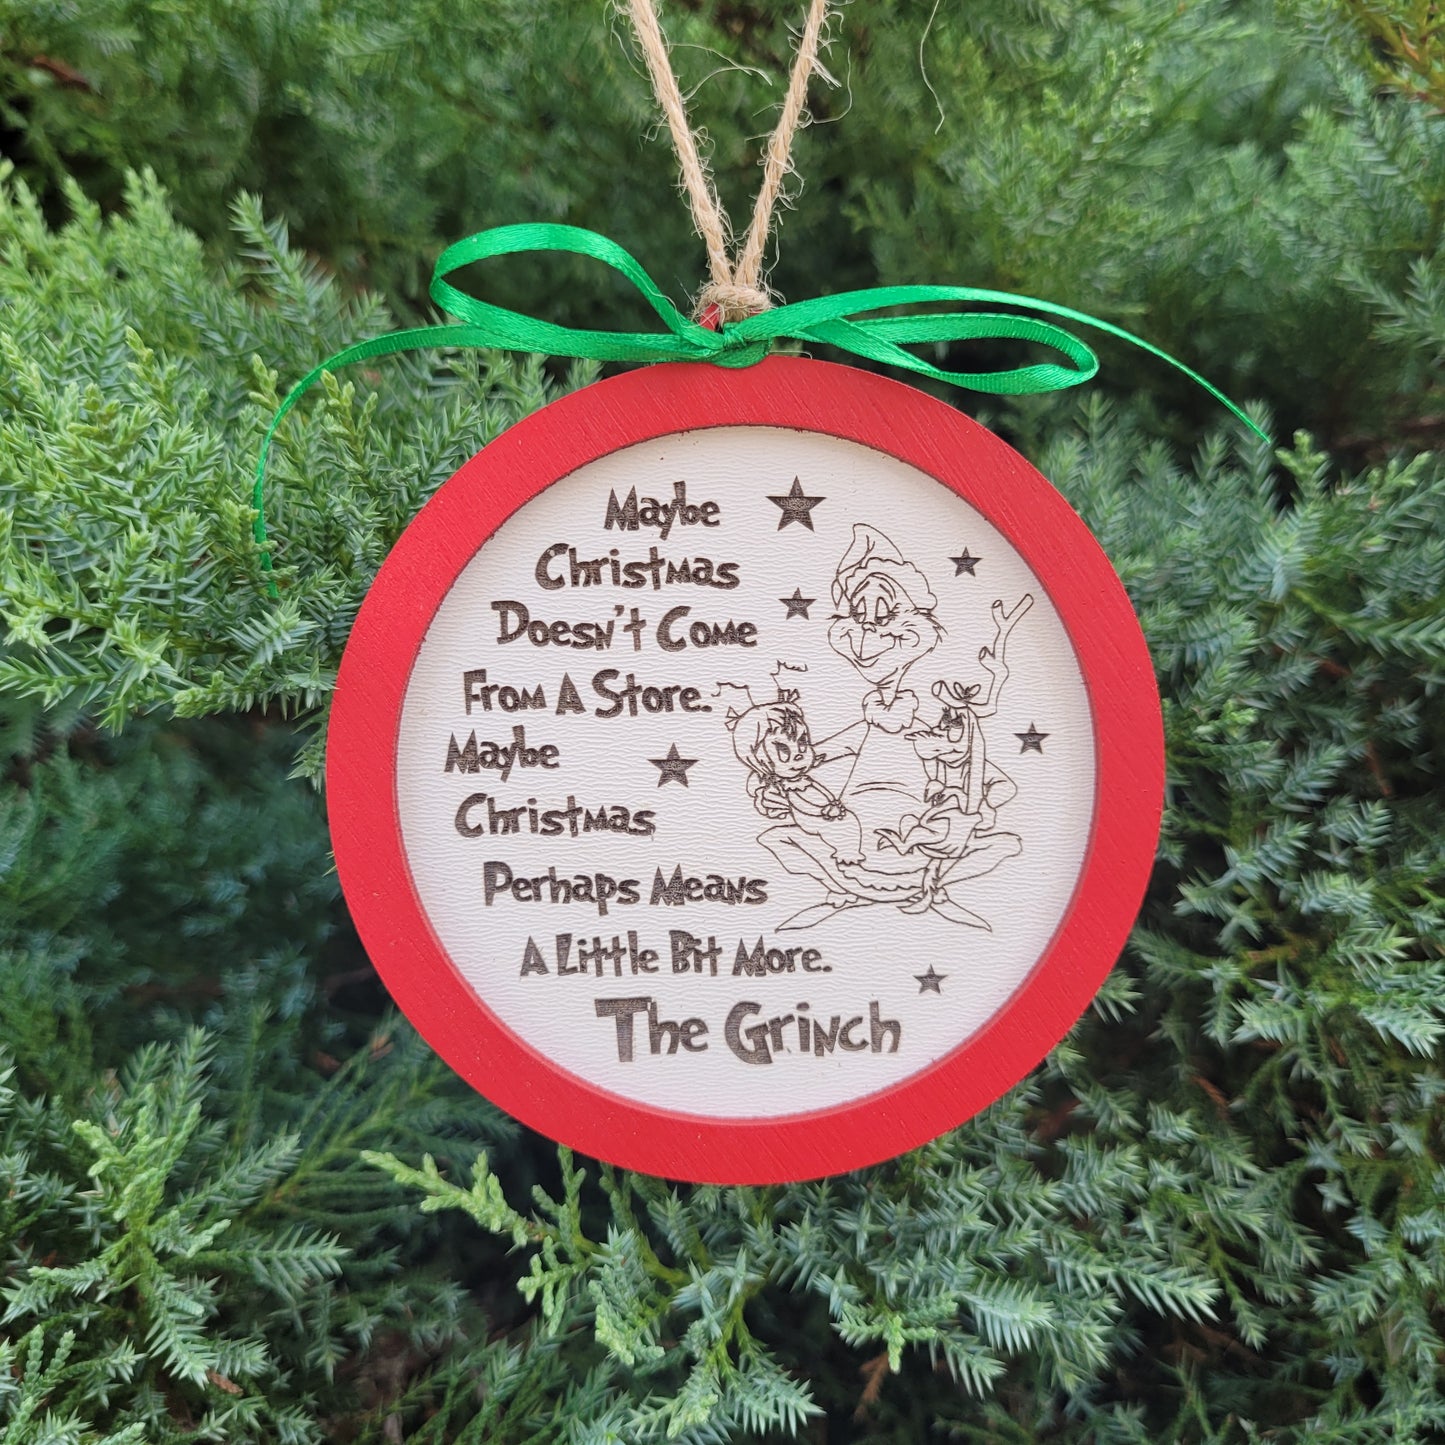 Maybe
Christmas
Doesn't Come
From A Store.
Maybe
Christmas
Perhaps Means
A Little Bit More.
The Grinch